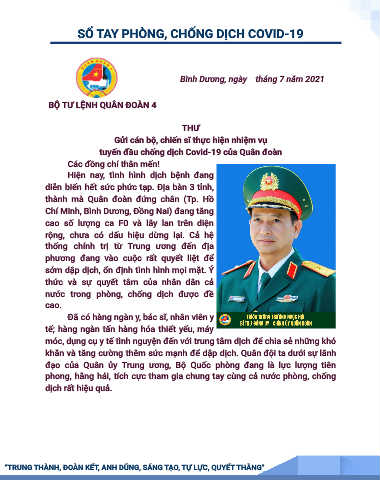 SỔ TAY PHÒNG, CHỐNG DỊCH COVID-19
Bình Dương, ngày     tháng 7 năm 2021
BỘ TƯ LỆNH QUÂN ĐOÀN 4
THƯ
Gửi cán bộ, chiến sĩ thực hiện nhiệm vụ
tuyến đầu chống dịch Covid-19 của Quân đoàn
Các đồng chí thân mến!
Hiện nay, tình hình dịch bệnh đang
diễn biến hết sức phức tạp. Địa bàn 3 tỉnh,
thành mà Quân đoàn đứng chân (Tp. Hồ
Chí Minh, Bình Dương, Đồng Nai) đang tăng
cao số lượng ca F0 và lây lan trên diện
rộng, chưa có dấu hiệu dừng lại. Cả hệ
thống chính trị từ Trung ương đến địa
phương đang vào cuộc rất quyết liệt để
sớm dập dịch, ổn định tình hình mọi mặt. Ý
thức và sự quyết tâm của nhân dân cả
nước trong phòng, chống dịch được đề
cao.
Đã có hàng ngàn y, bác sĩ, nhân viên y
tế; hàng ngàn tấn hàng hóa thiết yếu, máy
móc, dụng cụ y tế tình nguyện đến với trung tâm dịch để chia sẻ những khó
khăn và tăng cường thêm sức mạnh để dập dịch. Quân đội ta dưới sự lãnh
đạo của Quân ủy Trung ương, Bộ Quốc phòng đang là lực lượng tiên
phong, hăng hái, tích cực tham gia chung tay cùng cả nước phòng, chống
dịch rất hiệu quả.
"TRUNG THÀNH, ĐOÀN KẾT, ANH DŨNG, SÁNG TẠO, TỰ LỰC, QUYẾT THẮNG"